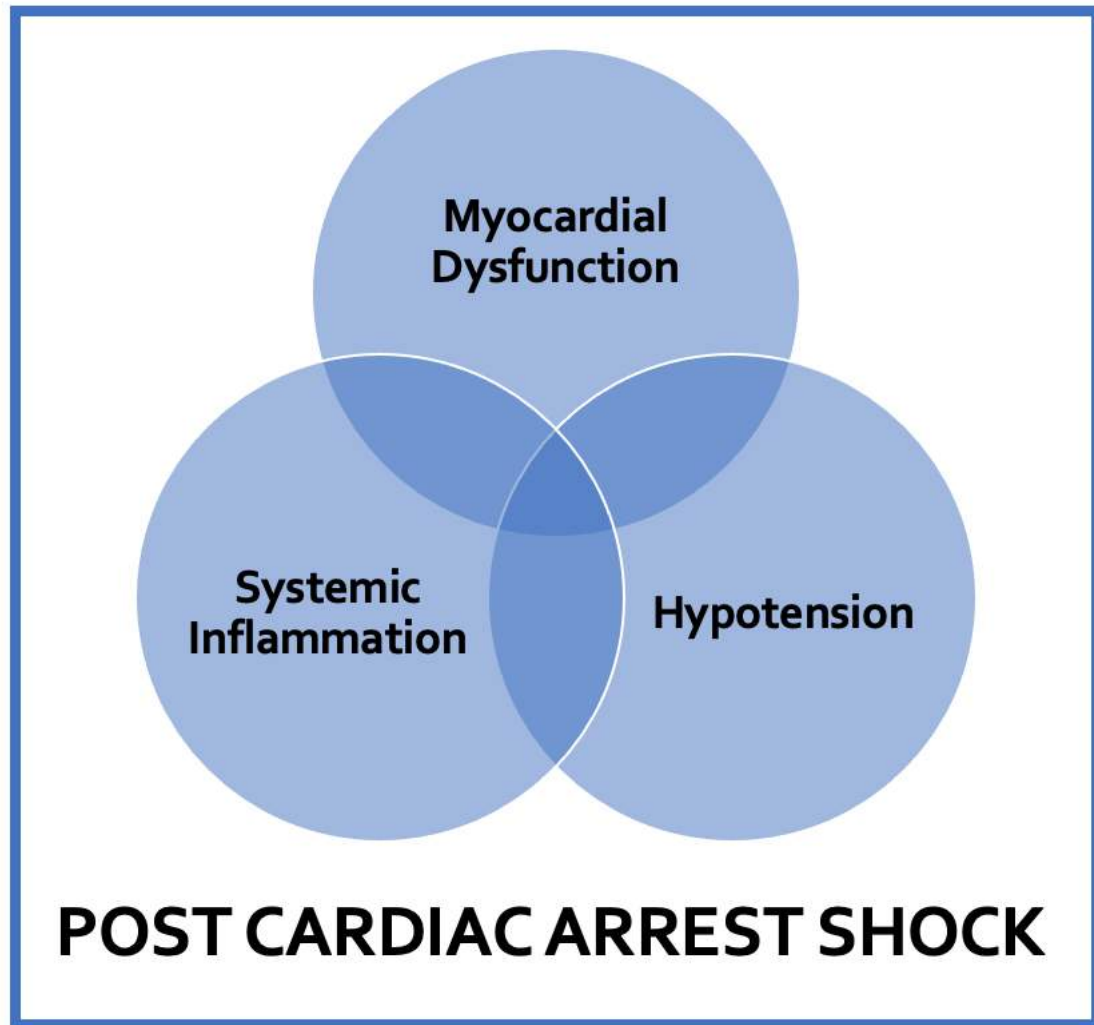 Myocardial
Dysfunction
Systemic
Inflammation
Hypotension
POST CARDIAC ARREST SHOCK